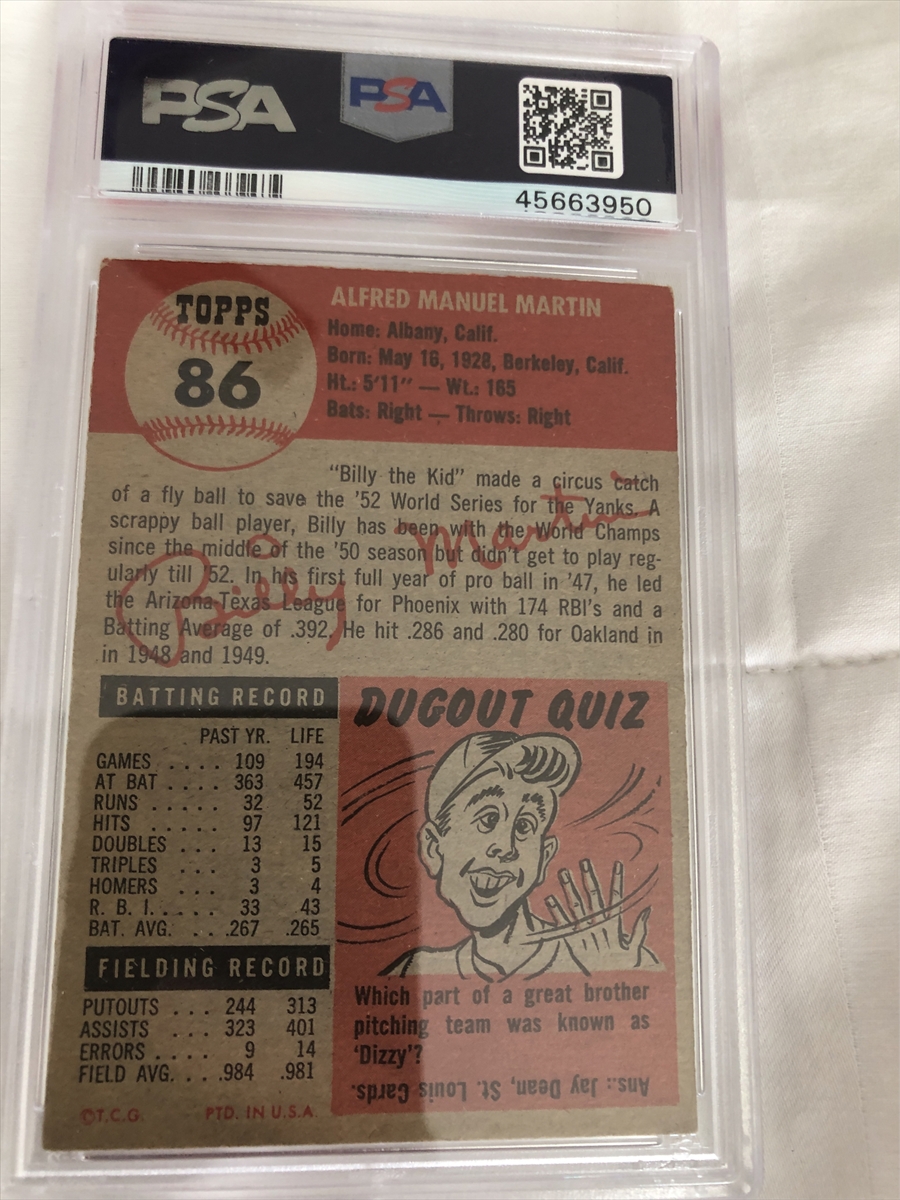 PSA
PSA
45663950
TOPPS
86
ALFRED MANUEL MARTIN
Home: Albany, Calif.
Born: May 16, 1928, Berkeley, Calif.
Ht.: 5'11" — Wt.: 165
Bats: Right — Throws: Right
"Billy the Kid" made a circus catch
of a fly ball to save the '52 World Series for the Yanks. A
scrappy ball player, Billy has been with the World Champs
since the middle of the '50 season but didn't get to play reg-
ularly till '52. In his first full year of pro ball in '47, he led
the Arizona-Texas League for Phoenix with 174 RBI's and a
Batting Average of .392. He hit .286 and .280 for Oakland in
in 1948 and 1949.
Billy Martin
BATTING RECORD
PAST YR. LIFE
GAMES .... 109 194
AT BAT .... 363 457
RUNS .... 32 52
HITS ..... 97 121
DOUBLES ... 13 15
TRIPLES ... 3 5
HOMERS ... 3 4
R. B. I. .... 33 43
BAT. AVG. ... .267 .265
FIELDING RECORD
PUTOUTS ... 244 313
ASSISTS ... 323 401
ERRORS .... 9 14
FIELD AVG. ... .984 .981
©T.C.G. PTD. IN U.S.A.
DUGOUT QUIZ
Which part of a great brother
pitching team was known as
'Dizzy'?
Ans.: Jay Dean, St. Louis Cards.